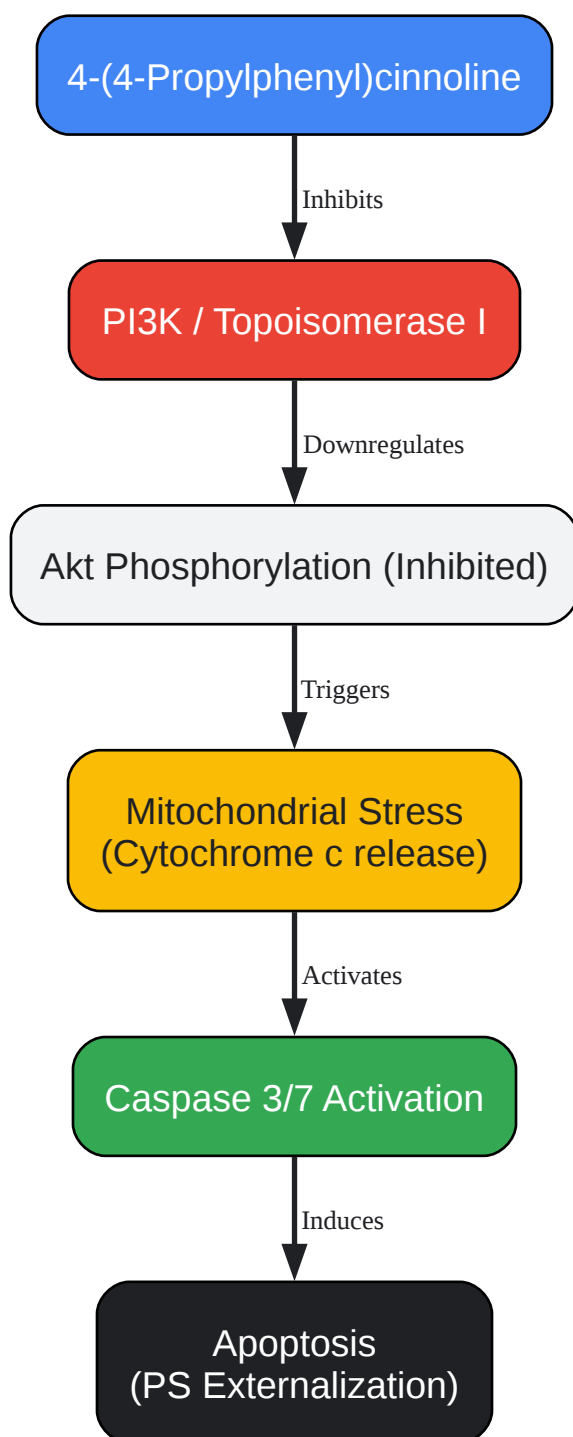 4-(4-Propylphenyl)cinnoline
Inhibits
PI3K / Topoisomerase I
Downregulates
Akt Phosphorylation (Inhibited)
Triggers
Mitochondrial Stress
(Cytochrome c release)
Activates
Caspase 3/7 Activation
Induces
Apoptosis
(PS Externalization)